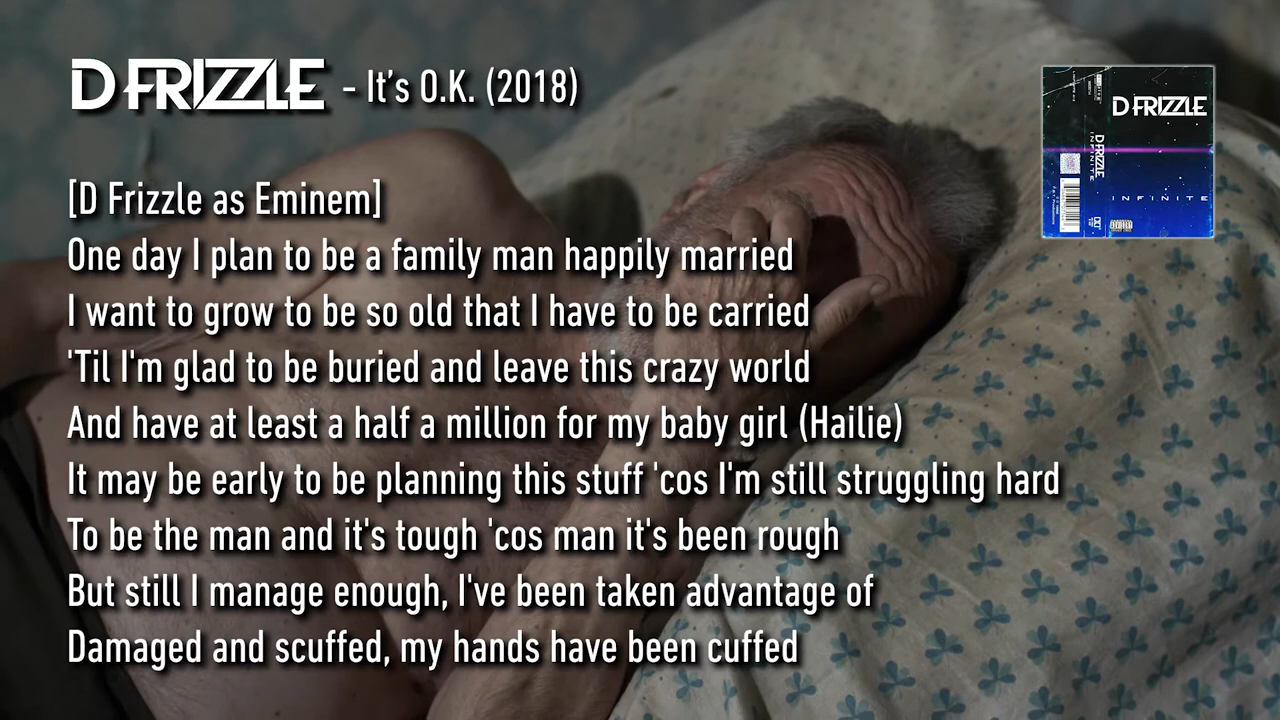 D FRIZZLE - It's O.K. (2018)
[D Frizzle as Eminem]
One day I plan to be a family man happily married
I want to grow to be so old that I have to be carried
'Til I'm glad to be buried and leave this crazy world
And have at least a half a million for my baby girl (Hailie)
It may be early to be planning this stuff 'cos I'm still struggling hard
To be the man and it's tough 'cos man it's been rough
But still I manage enough, I've been taken advantage of
Damaged and scuffed, my hands have been cuffed
D FRIZZLE
D FRIZZLE
INFINITE
INFINITE